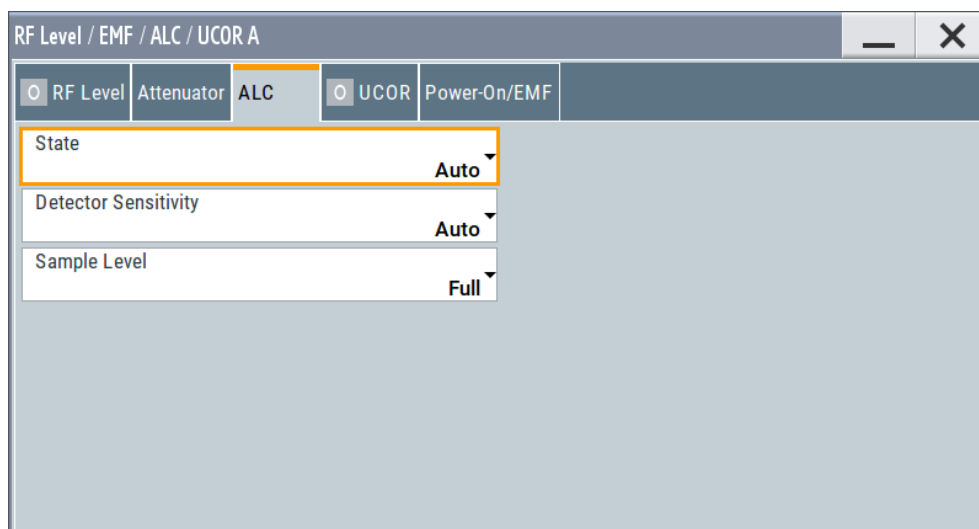 RF Level / EMF / ALC / UCOR A
O RF Level Attenuator ALC O UCOR Power-On/EMF
State
Auto
Detector Sensitivity
Auto
Sample Level
Full